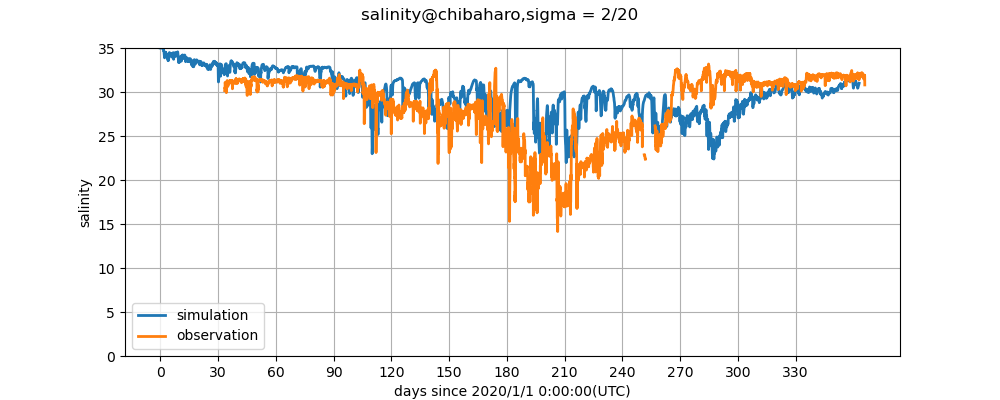 salinity@chibaharo,sigma = 2/20
35
30
25
20
15
10
5
0
salinity
simulation
observation
0 30 60 90 120 150 180 210 240 270 300 330
days since 2020/1/1 0:00:00(UTC)